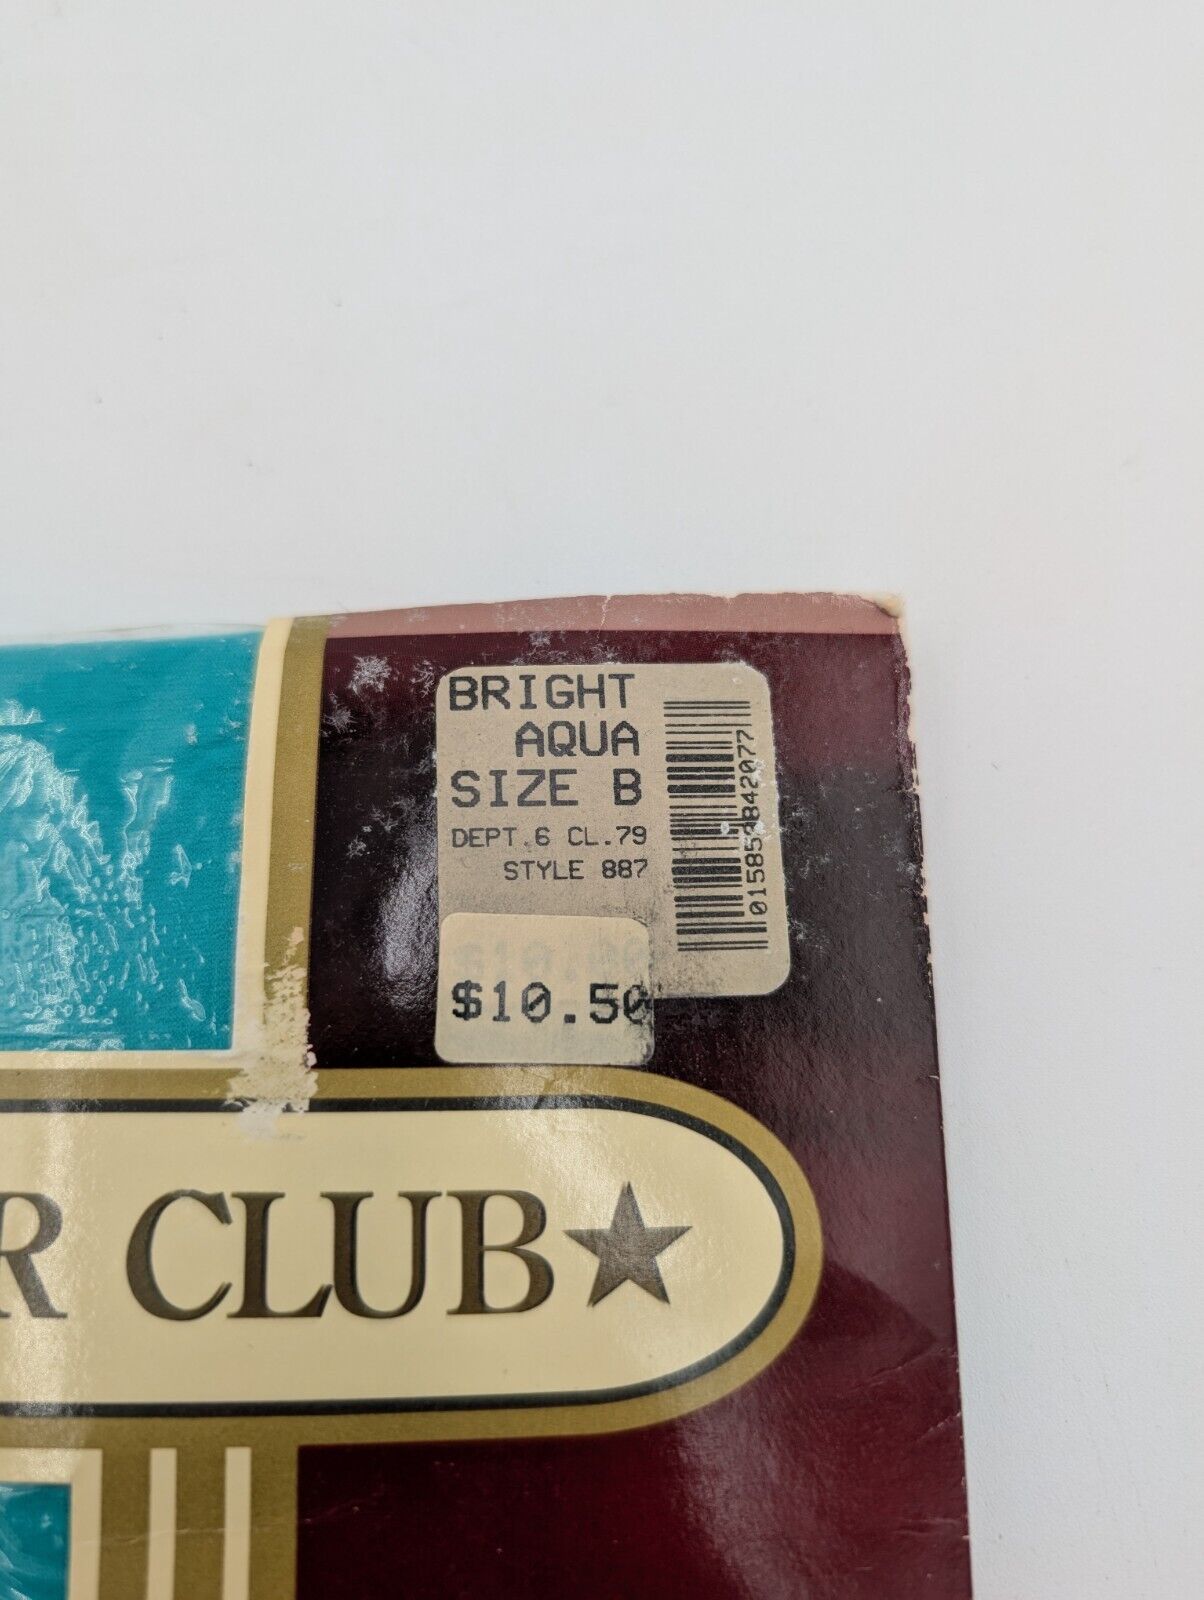 BRIGHT
AQUA
SIZE B
DEPT.6 CL.79
STYLE 887
$10.50
R CLUB★